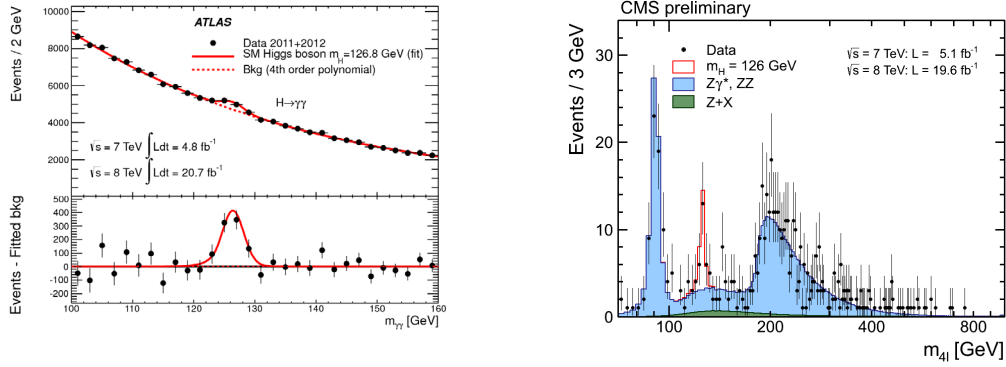 ATLAS
Data 2011+2012
SM Higgs boson mH=126.8 GeV (fit)
Bkg (4th order polynomial)
H→γγ
√s = 7 TeV ∫Ldt = 4.8 fb-1
√s = 8 TeV ∫Ldt = 20.7 fb-1
Events / 2 GeV
10000
8000
6000
4000
2000
Events - Fitted bkg
500
400
300
200
100
0
-100
-200
100 110 120 130 140 150 160
mγγ [GeV]
CMS preliminary
Data
mH = 126 GeV
Zγ*, ZZ
Z+X
√s = 7 TeV: L = 5.1 fb-1
√s = 8 TeV: L = 19.6 fb-1
Events / 3 GeV
30
20
10
0
100 200 400 800
m4l [GeV]